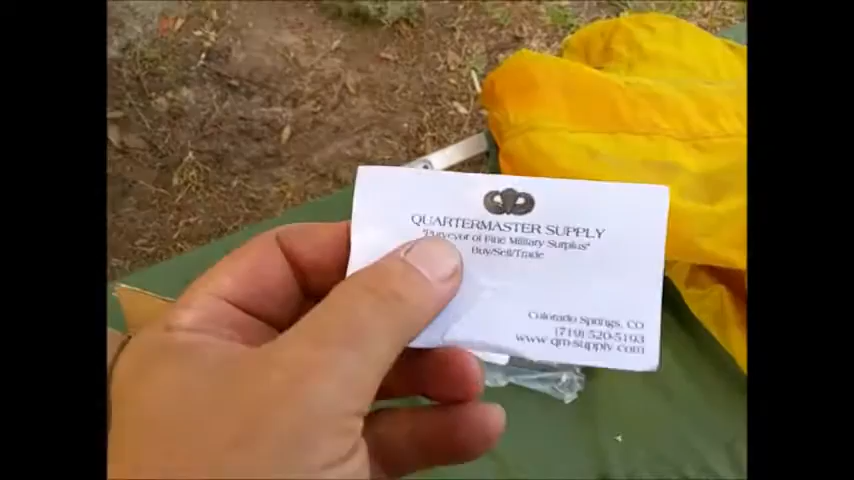 QUARTERMASTER SUPPLY
"Purveyor of Fine Military Surplus"
Buy/Sell/Trade
Colorado Springs, CO
(719) 520-5193
www.qm-supply.com